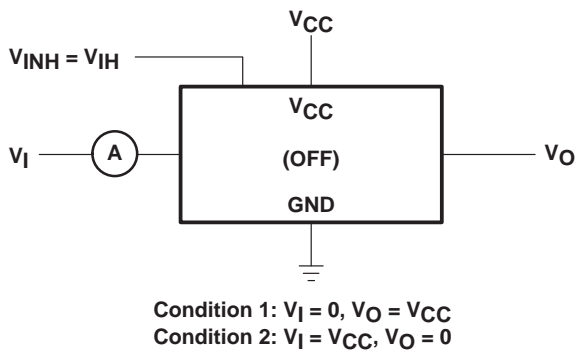 VCC
VINH = VIH
VCC
VI
A
(OFF)
VO
GND
Condition 1: VI = 0, VO = VCC
Condition 2: VI = VCC, VO = 0